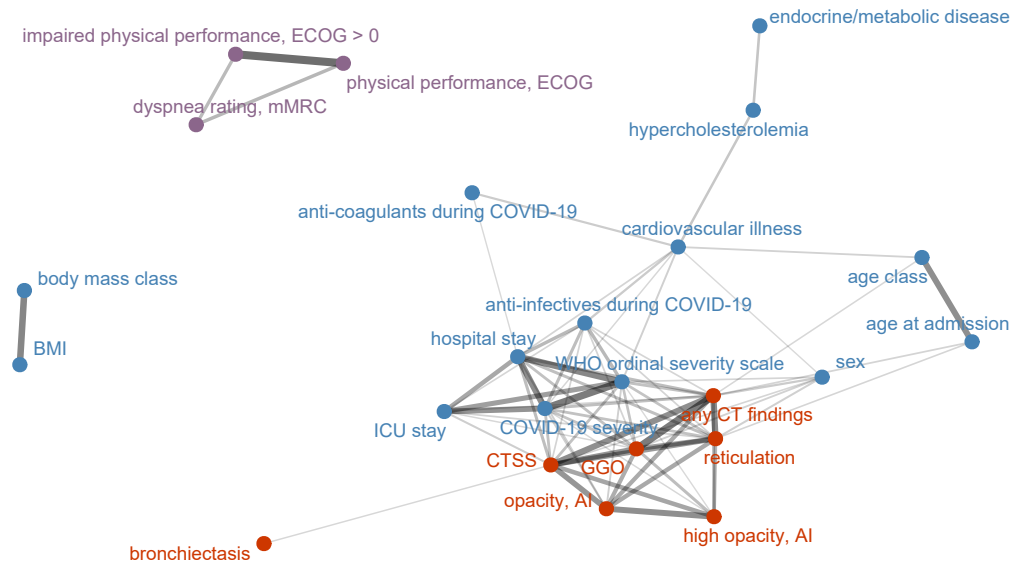 endocrine/metabolic disease
impaired physical performance, ECOG > 0
physical performance, ECOG
dyspnea rating, mMRC
hypercholesterolemia
anti-coagulants during COVID-19
cardiovascular illness
body mass class
age class
anti-infectives during COVID-19
age at admission
hospital stay
BMI
WHO ordinal severity scale
sex
any CT findings
COVID-19 severity
ICU stay
reticulation
CTSS
GGO
opacity, AI
high opacity, AI
bronchiectasis